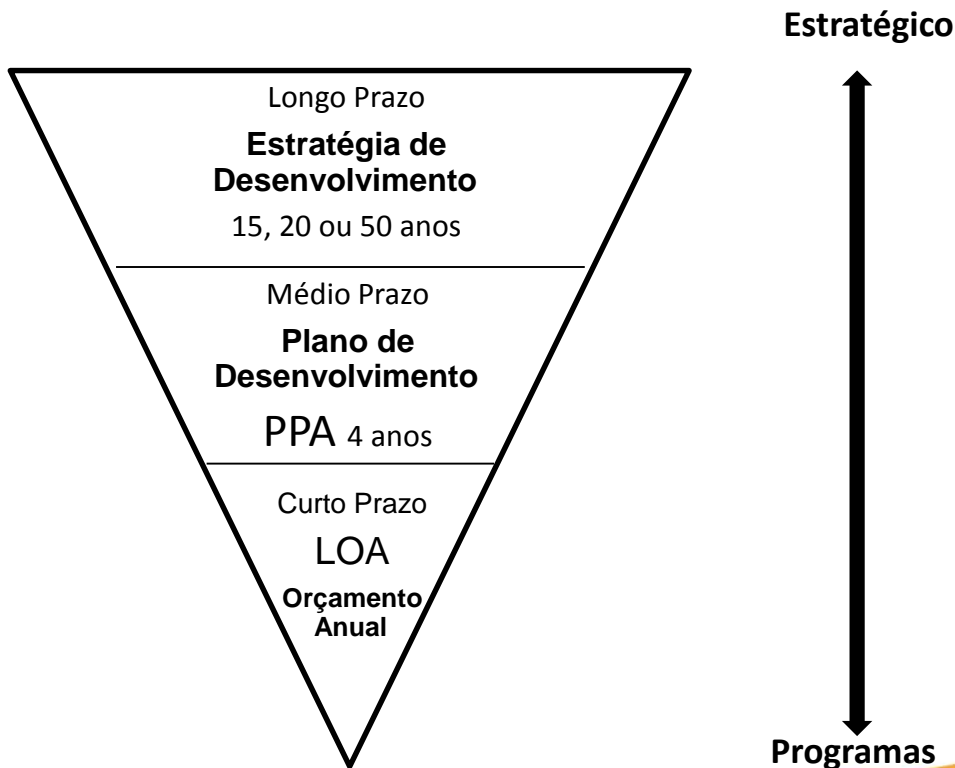 Estratégico
Longo Prazo
Estratégia de
Desenvolvimento
15, 20 ou 50 anos
Médio Prazo
Plano de
Desenvolvimento
PPA 4 anos
Curto Prazo
LOA
Orçamento
Anual
Programas